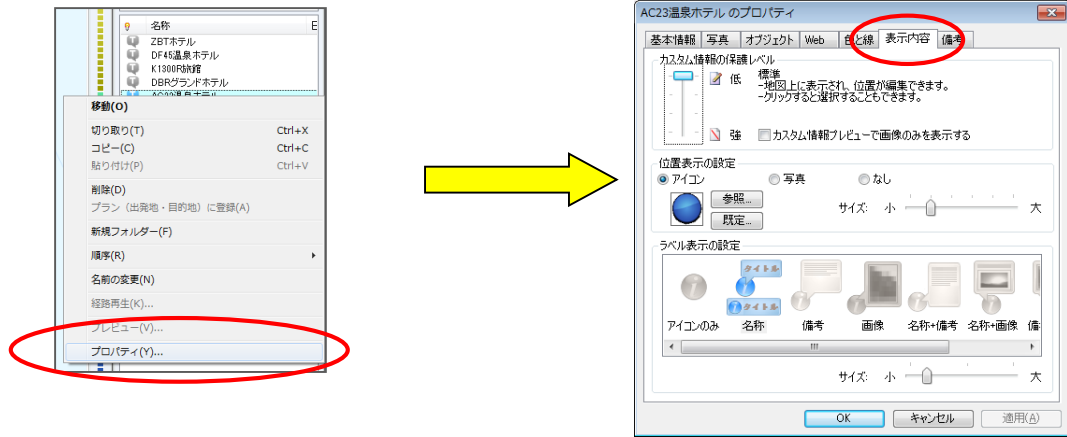 名称 E
ZBTホテル
DF45温泉ホテル
K1300R旅館
DBRグランドホテル
AC23温泉ホテル
移動(O)
切り取り(T) Ctrl+X
コピー(C) Ctrl+C
貼り付け(P) Ctrl+V
削除(D)
プラン（出発地・目的地）に登録(A)
新規フォルダー(F)
順序(R)
名前の変更(N)
経路再生(K)...
プレビュー(V)...
プロパティ(Y)...
AC23温泉ホテル のプロパティ
基本情報 写真 オブジェクト Web 色と線 表示内容 備考
カスタム情報の保護レベル
低 標準
-地図上に表示され、位置が編集できます。
-クリックすると選択することもできます。
強 カスタム情報プレビューで画像のみを表示する
位置表示の設定
アイコン 写真 なし
参照...
サイズ: 小 大
既定...
ラベル表示の設定
タイトル
タイトル
アイコンのみ 名称 備考 画像 名称+備考 名称+画像 備
サイズ: 小 大
OK キャンセル 適用(A)